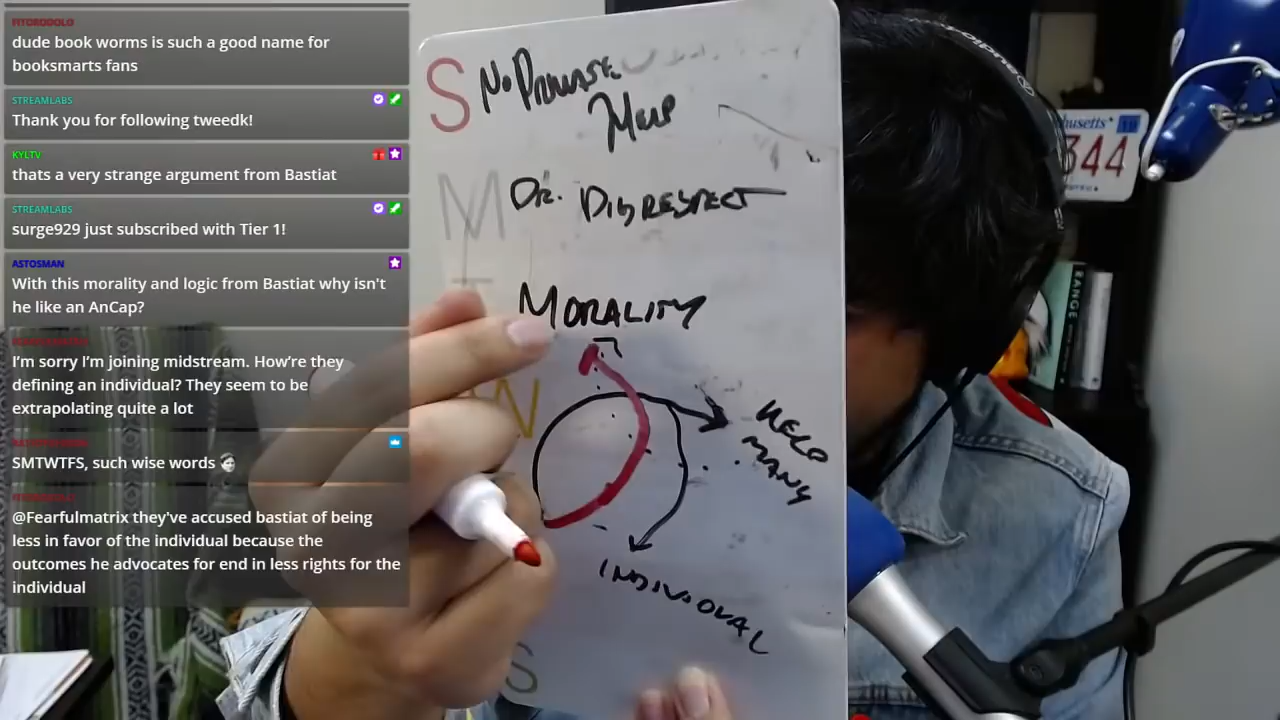 FIYORODOLO
dude book worms is such a good name for
booksmarts fans
STREAMLABS
Thank you for following tweedk!
KYLTV
thats a very strange argument from Bastiat
STREAMLABS
surge929 just subscribed with Tier 1!
ASTOSMAN
With this morality and logic from Bastiat why isn't
he like an AnCap?
I'm sorry I'm joining midstream. How're they
defining an individual? They seem to be
extrapolating quite a lot
SMTWTFS, such wise words
@Fearfulmatrix they've accused bastiat of being
less in favor of the individual because the
outcomes he advocates for end in less rights for the
individual
S
No
M
DR. DISRESPECT
MORALITY
W
HELP
MANY
INDIVIDUAL
S
KANGE
344